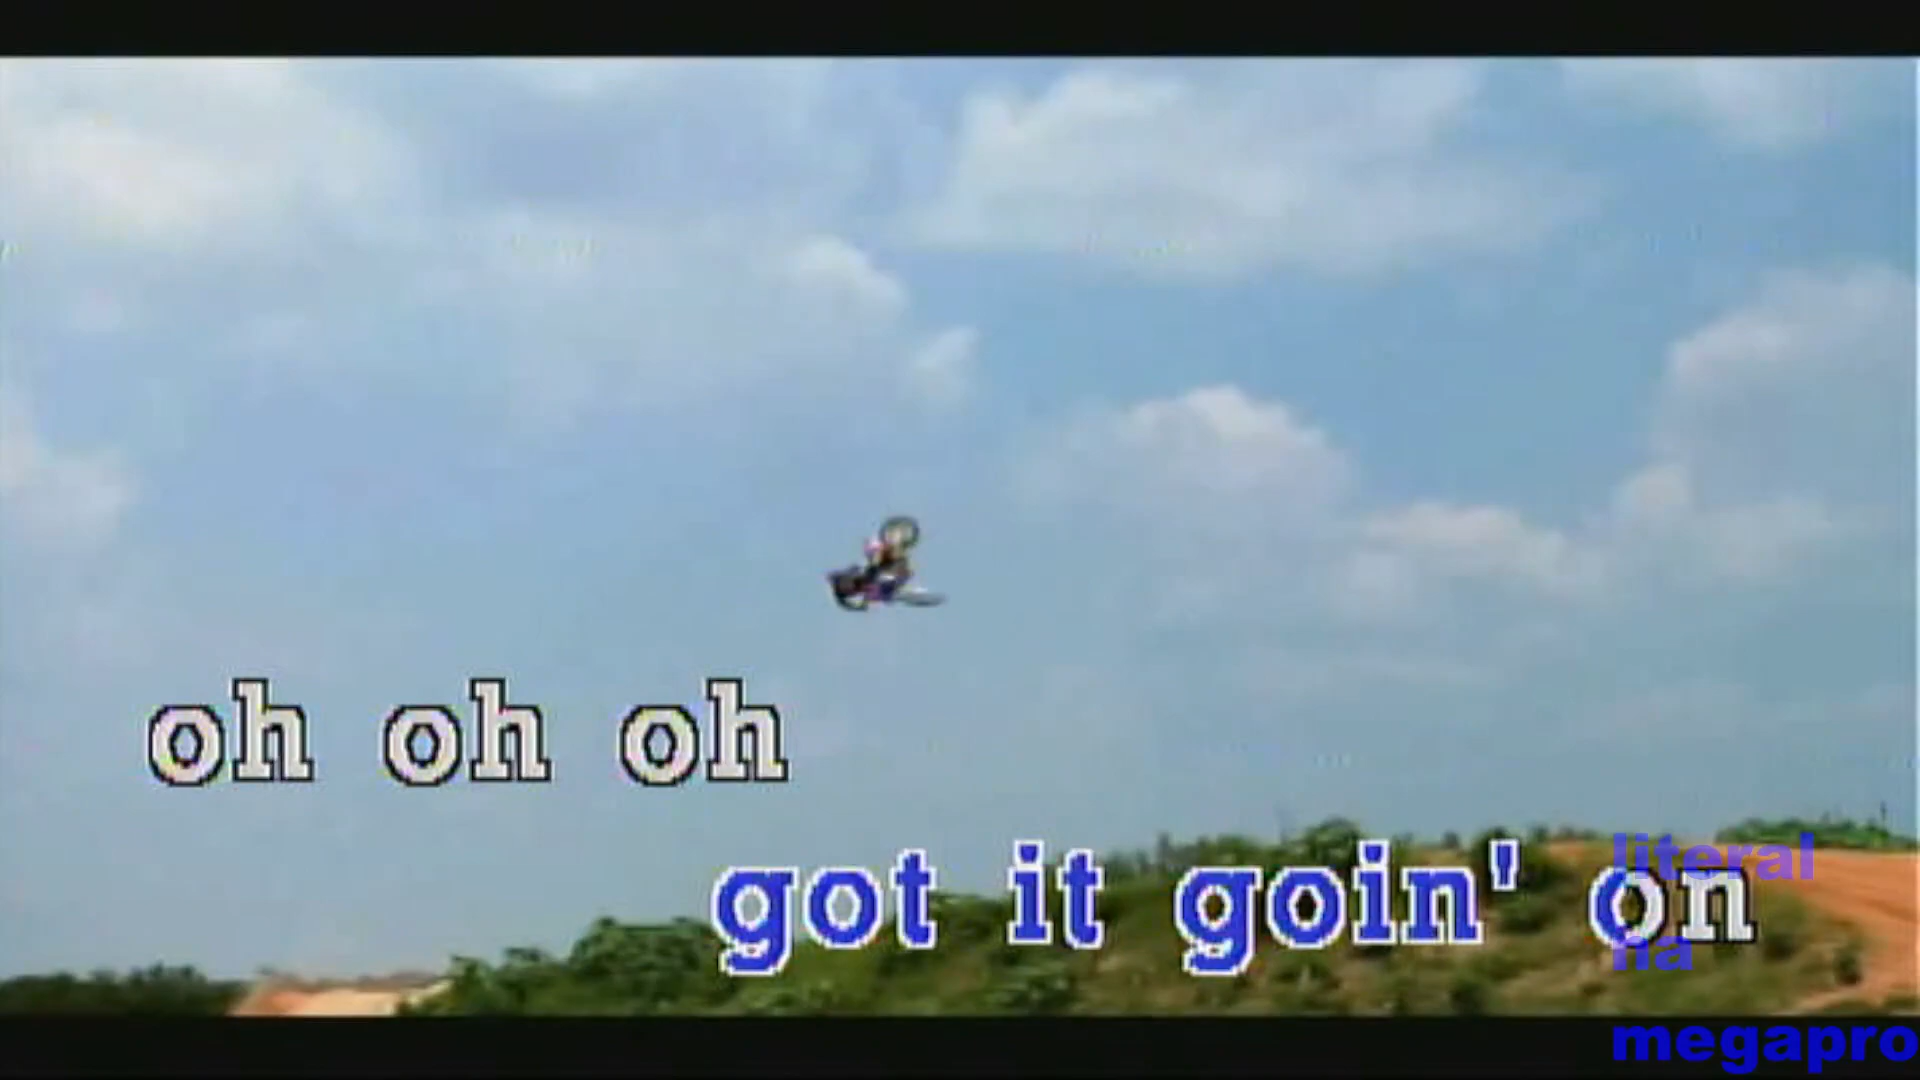 oh oh oh
got it goin' on
literal
na
megapro